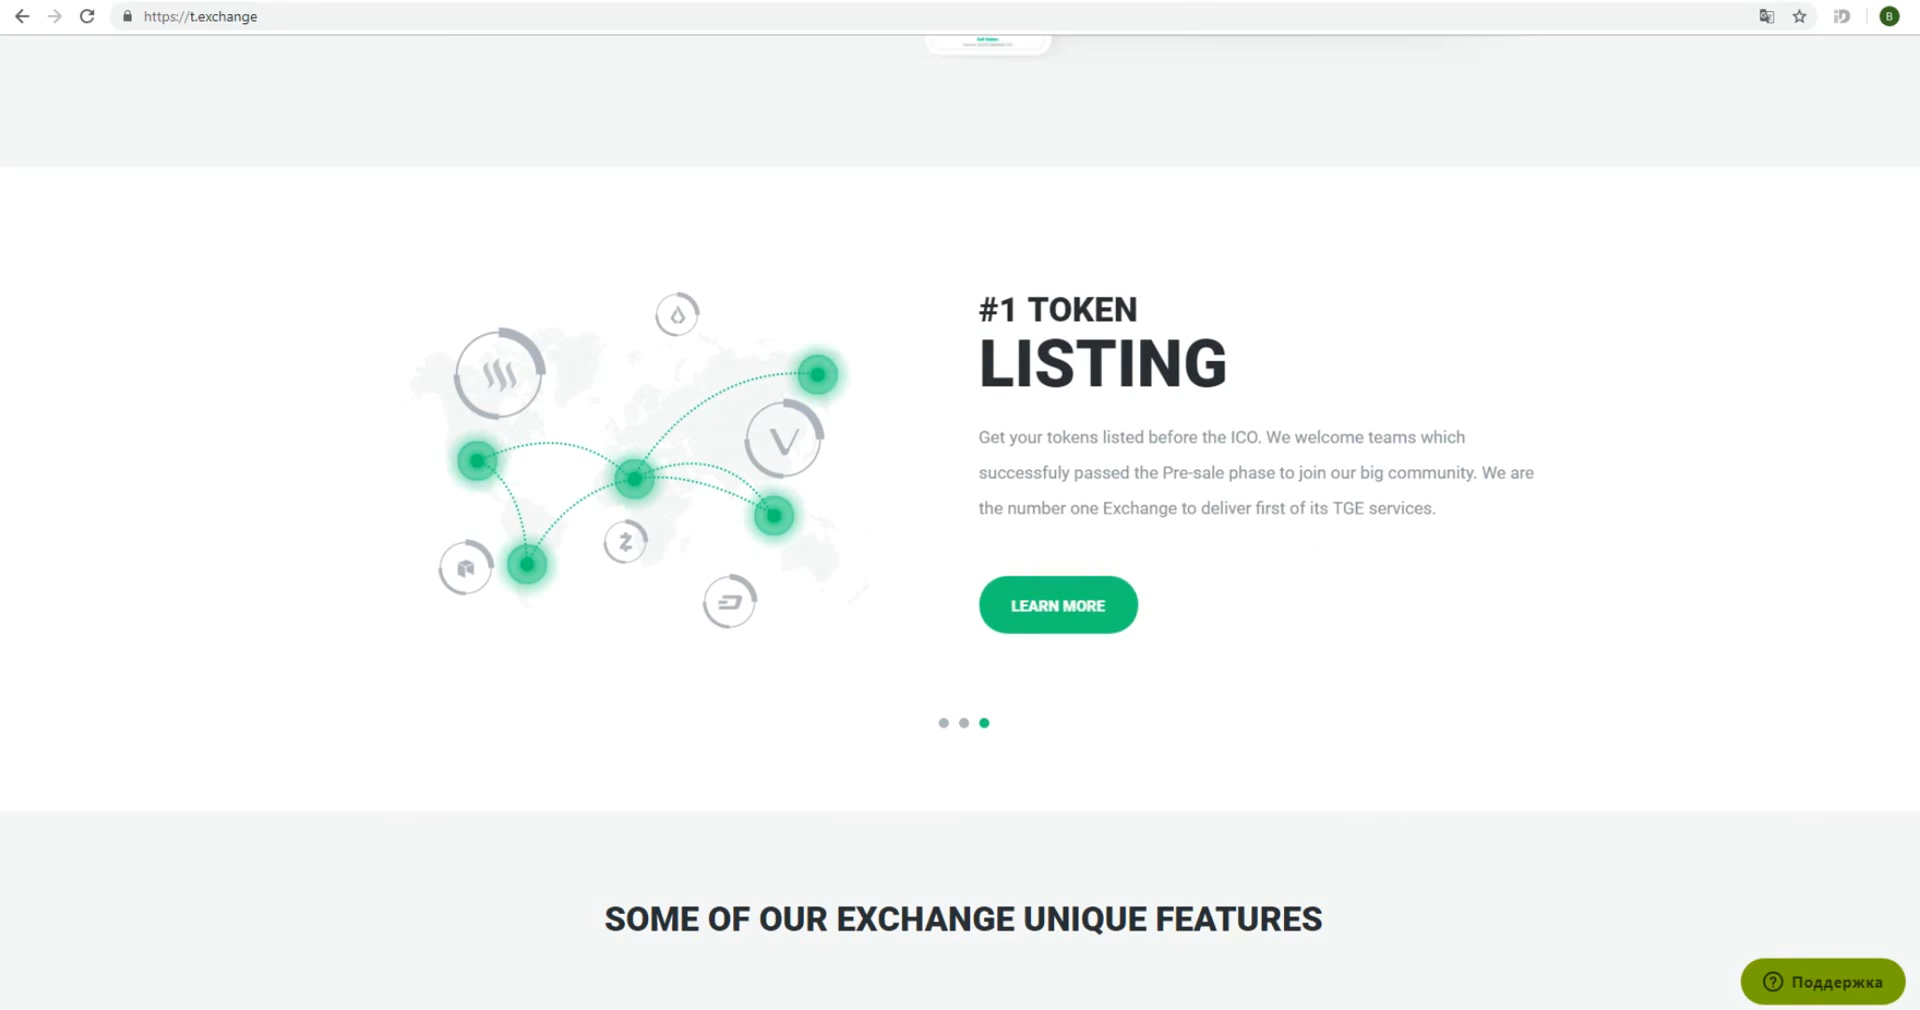 https://t.exchange
B
#1 TOKEN
LISTING
Get your tokens listed before the ICO. We welcome teams which
successfuly passed the Pre-sale phase to join our big community. We are
the number one Exchange to deliver first of its TGE services.
LEARN MORE
SOME OF OUR EXCHANGE UNIQUE FEATURES
Поддержка